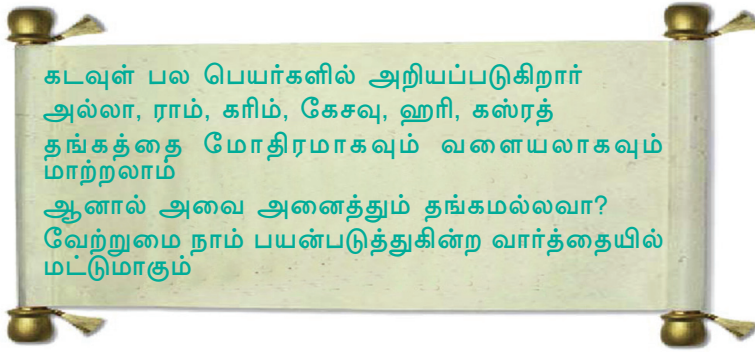 கடவுள் பல பெயர்களில் அறியப்படுகிறார்
அல்லா, ராம், கரிம், கேசவு, ஹரி, கஸ்ரத்
தங்கத்தை மோதிரமாகவும் வளையலாகவும்
மாற்றலாம்
ஆனால் அவை அனைத்தும் தங்கமல்லவா?
வேற்றுமை நாம் பயன்படுத்துகின்ற வார்த்தையில்
மட்டுமாகும்